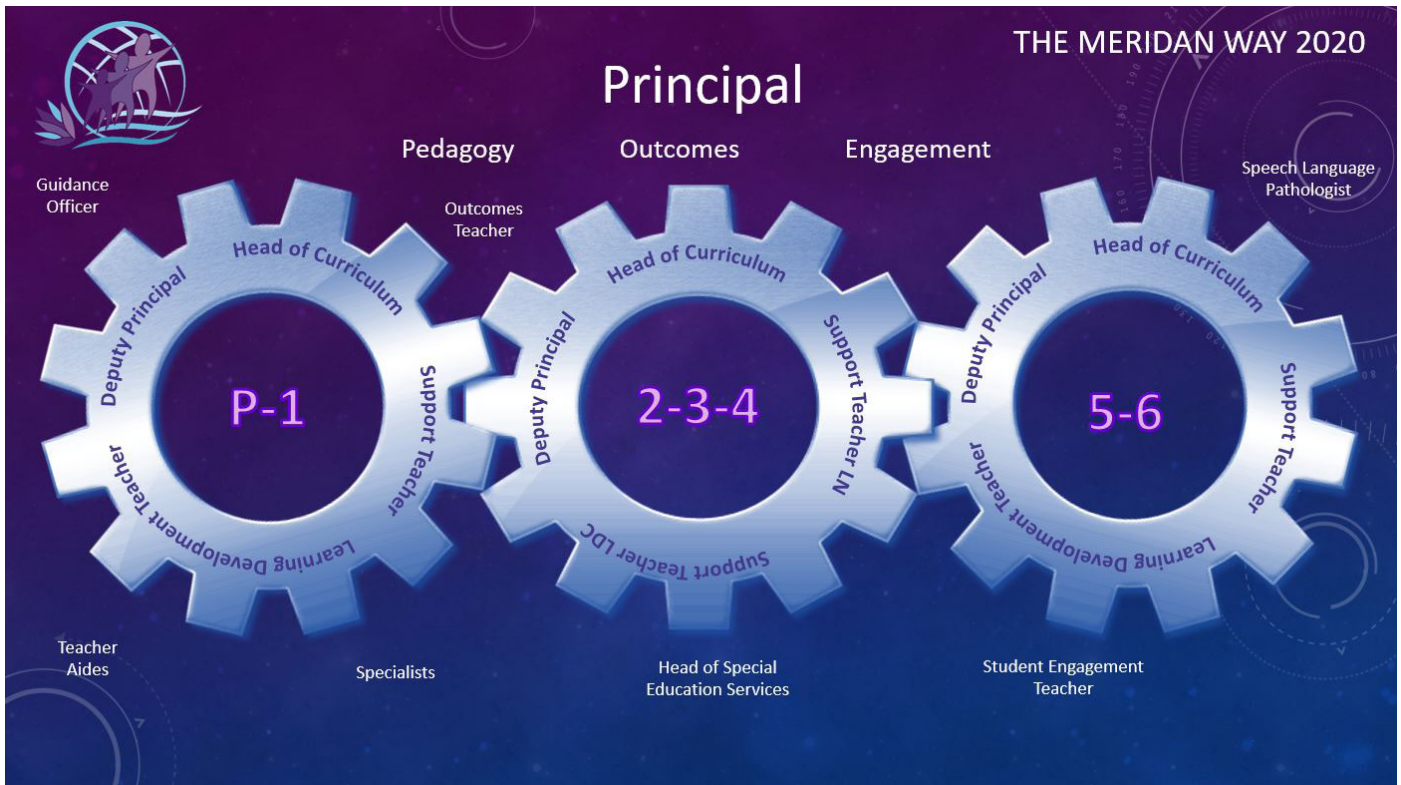 THE MERIDAN WAY 2020
Principal
Pedagogy
Outcomes
Engagement
Guidance
Officer
Outcomes
Teacher
Speech Language
Pathologist
Deputy Principal
Head of Curriculum
Support Teacher
Learning Development Teacher
P-1
Deputy Principal
Head of Curriculum
Support Teacher LN
Support Teacher LDC
2-3-4
Deputy Principal
Head of Curriculum
Support Teacher
Learning Development Teacher
5-6
Teacher
Aides
Specialists
Head of Special
Education Services
Student Engagement
Teacher